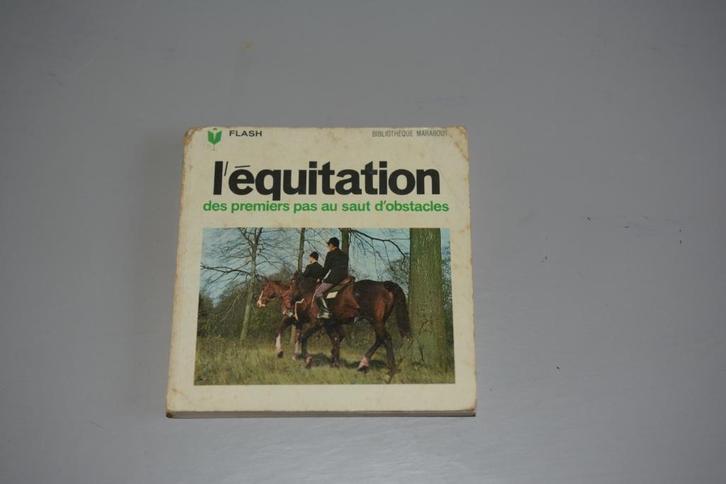 FLASH
BIBLIOTHÈQUE MARABOUT
l'équitation
des premiers pas au saut d'obstacles